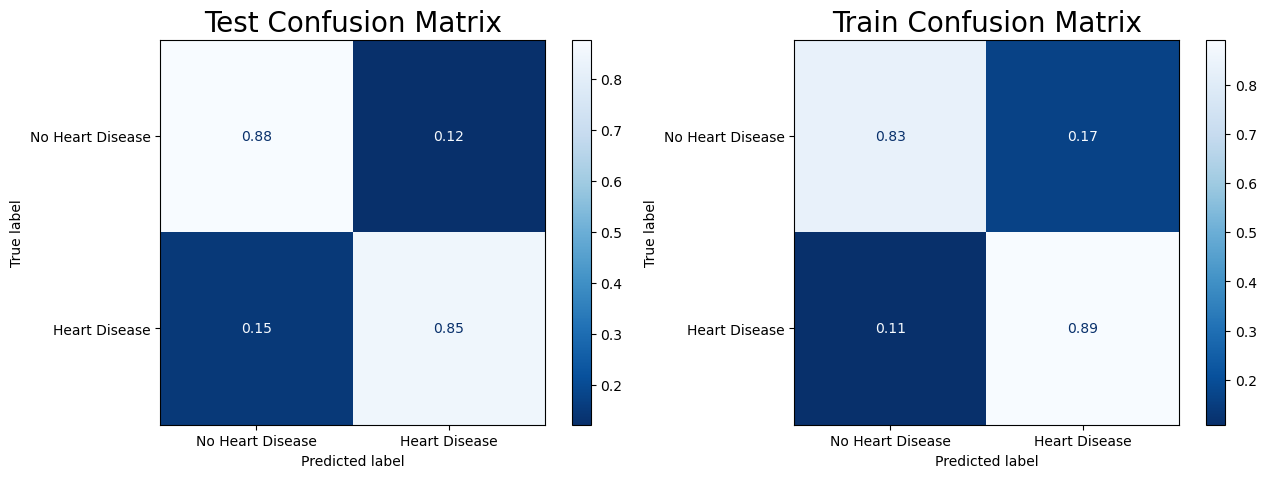 Test Confusion Matrix
No Heart Disease
Heart Disease
True label
0.88
0.12
0.15
0.85
No Heart Disease
Heart Disease
Predicted label
0.8
0.7
0.6
0.5
0.4
0.3
0.2
Train Confusion Matrix
No Heart Disease
Heart Disease
True label
0.83
0.17
0.11
0.89
No Heart Disease
Heart Disease
Predicted label
0.8
0.7
0.6
0.5
0.4
0.3
0.2